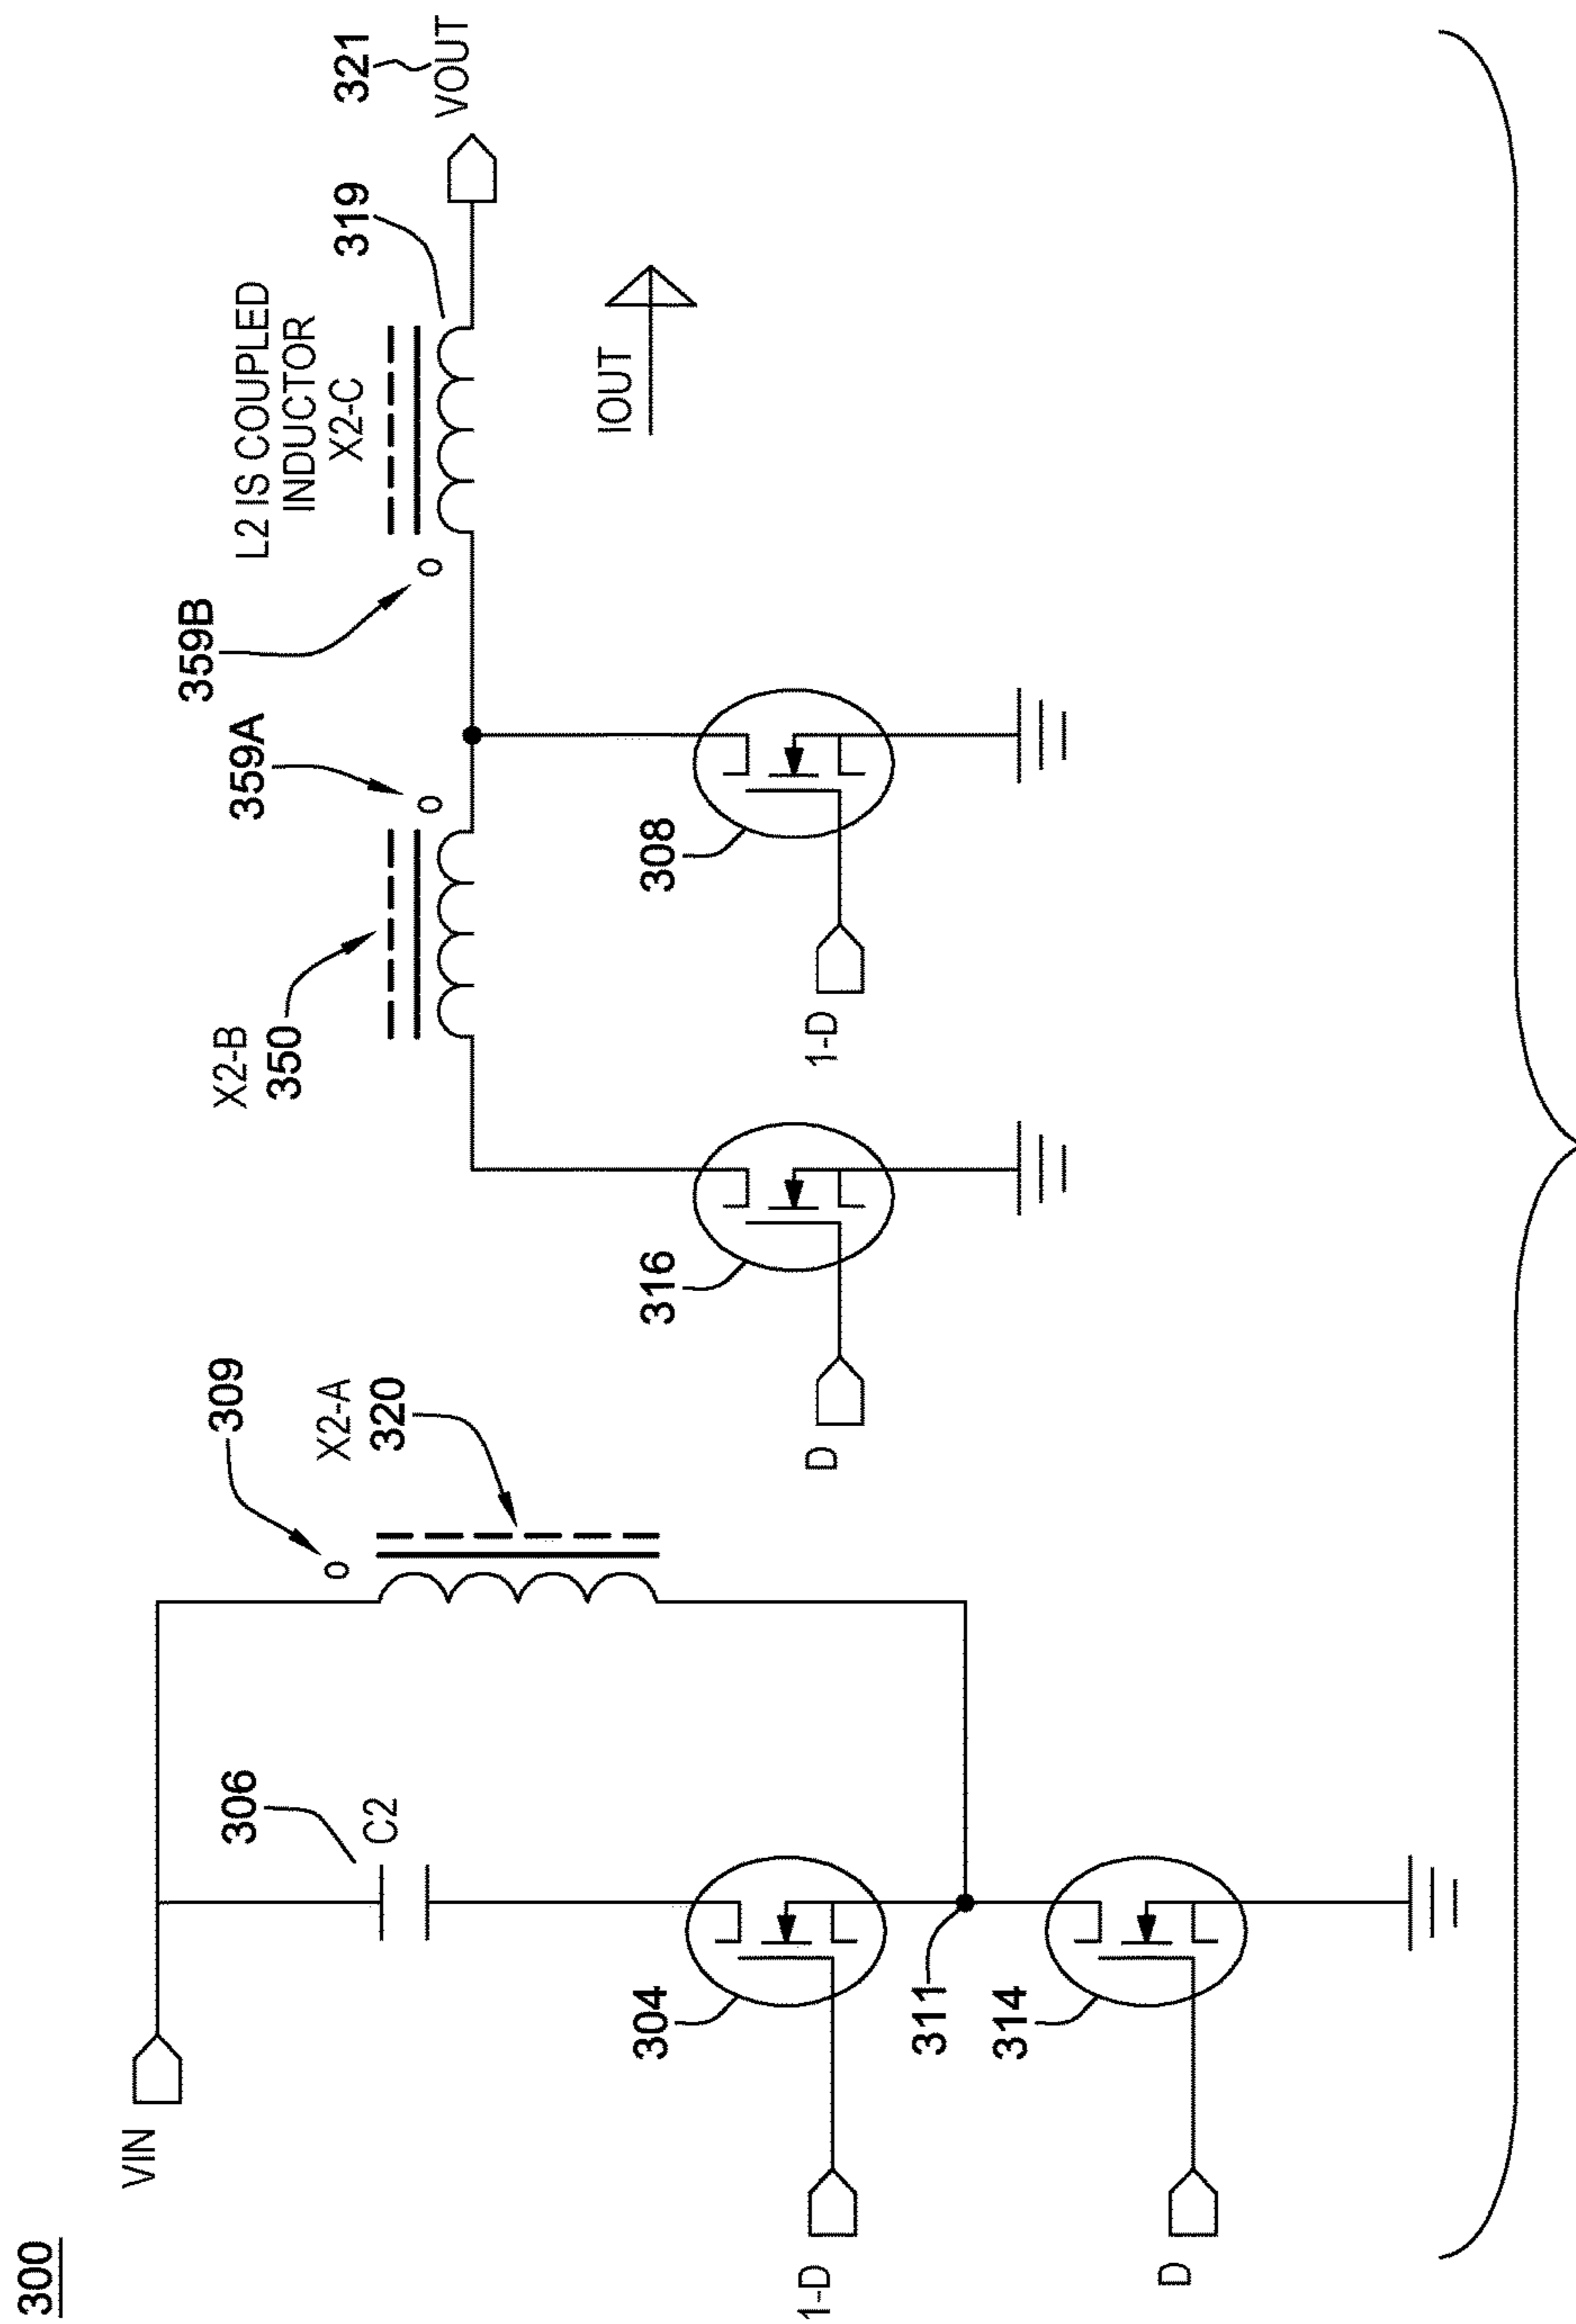 300
VIN
306
C2
309
X2-A
320
304
1-D
311
314
D
X2-B
350
359A
359B
L2 IS COUPLED
INDUCTOR
X2-C
319
321
VOUT
IOUT
316
D
308
1-D